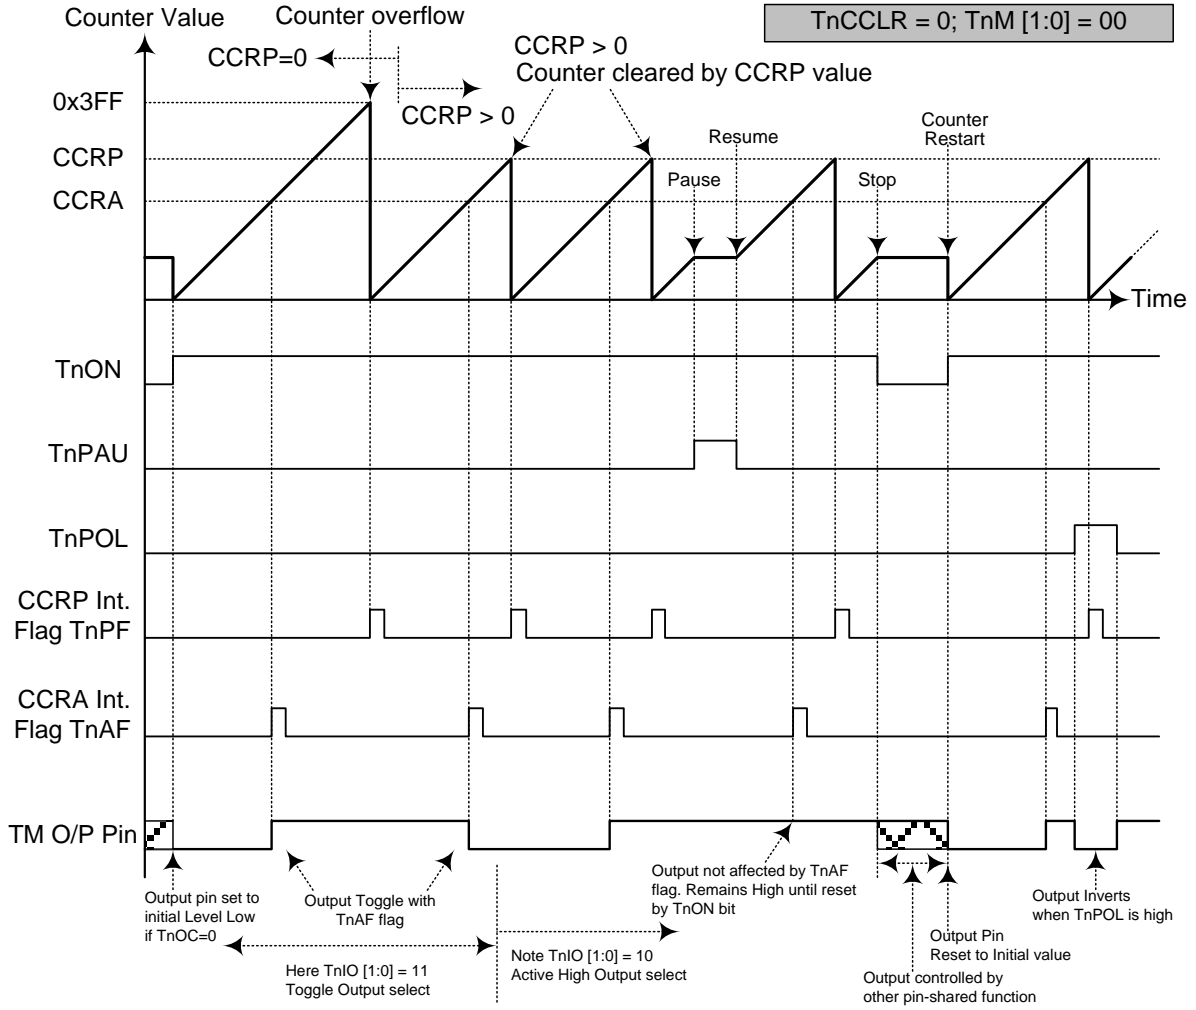 Counter Value
Counter overflow
TnCCLR = 0; TnM [1:0] = 00
CCRP=0
CCRP > 0
CCRP > 0
Counter cleared by CCRP value
0x3FF
CCRP
CCRA
Pause
Resume
Stop
Counter
Restart
Time
TnON
TnPAU
TnPOL
CCRP Int.
Flag TnPF
CCRA Int.
Flag TnAF
TM O/P Pin
Output pin set to
initial Level Low
if TnOC=0
Output Toggle with
TnAF flag
Output not affected by TnAF
flag. Remains High until reset
by TnON bit
Output Inverts
when TnPOL is high
Output Pin
Reset to Initial value
Here TnIO [1:0] = 11
Toggle Output select
Note TnIO [1:0] = 10
Active High Output select
Output controlled by
other pin-shared function